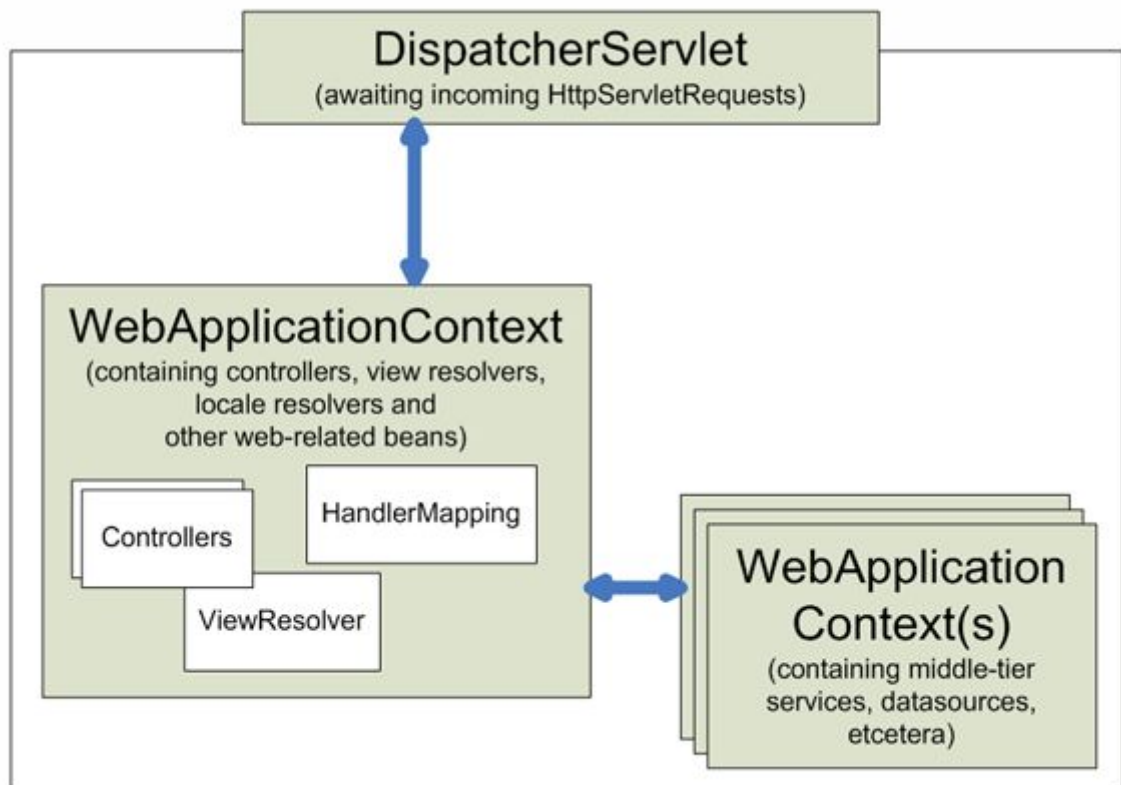 DispatcherServlet
(awaiting incoming HttpServletRequests)
WebApplicationContext
(containing controllers, view resolvers,
locale resolvers and
other web-related beans)
Controllers
HandlerMapping
ViewResolver
WebApplication
Context(s)
(containing middle-tier
services, datasources,
etcetera)